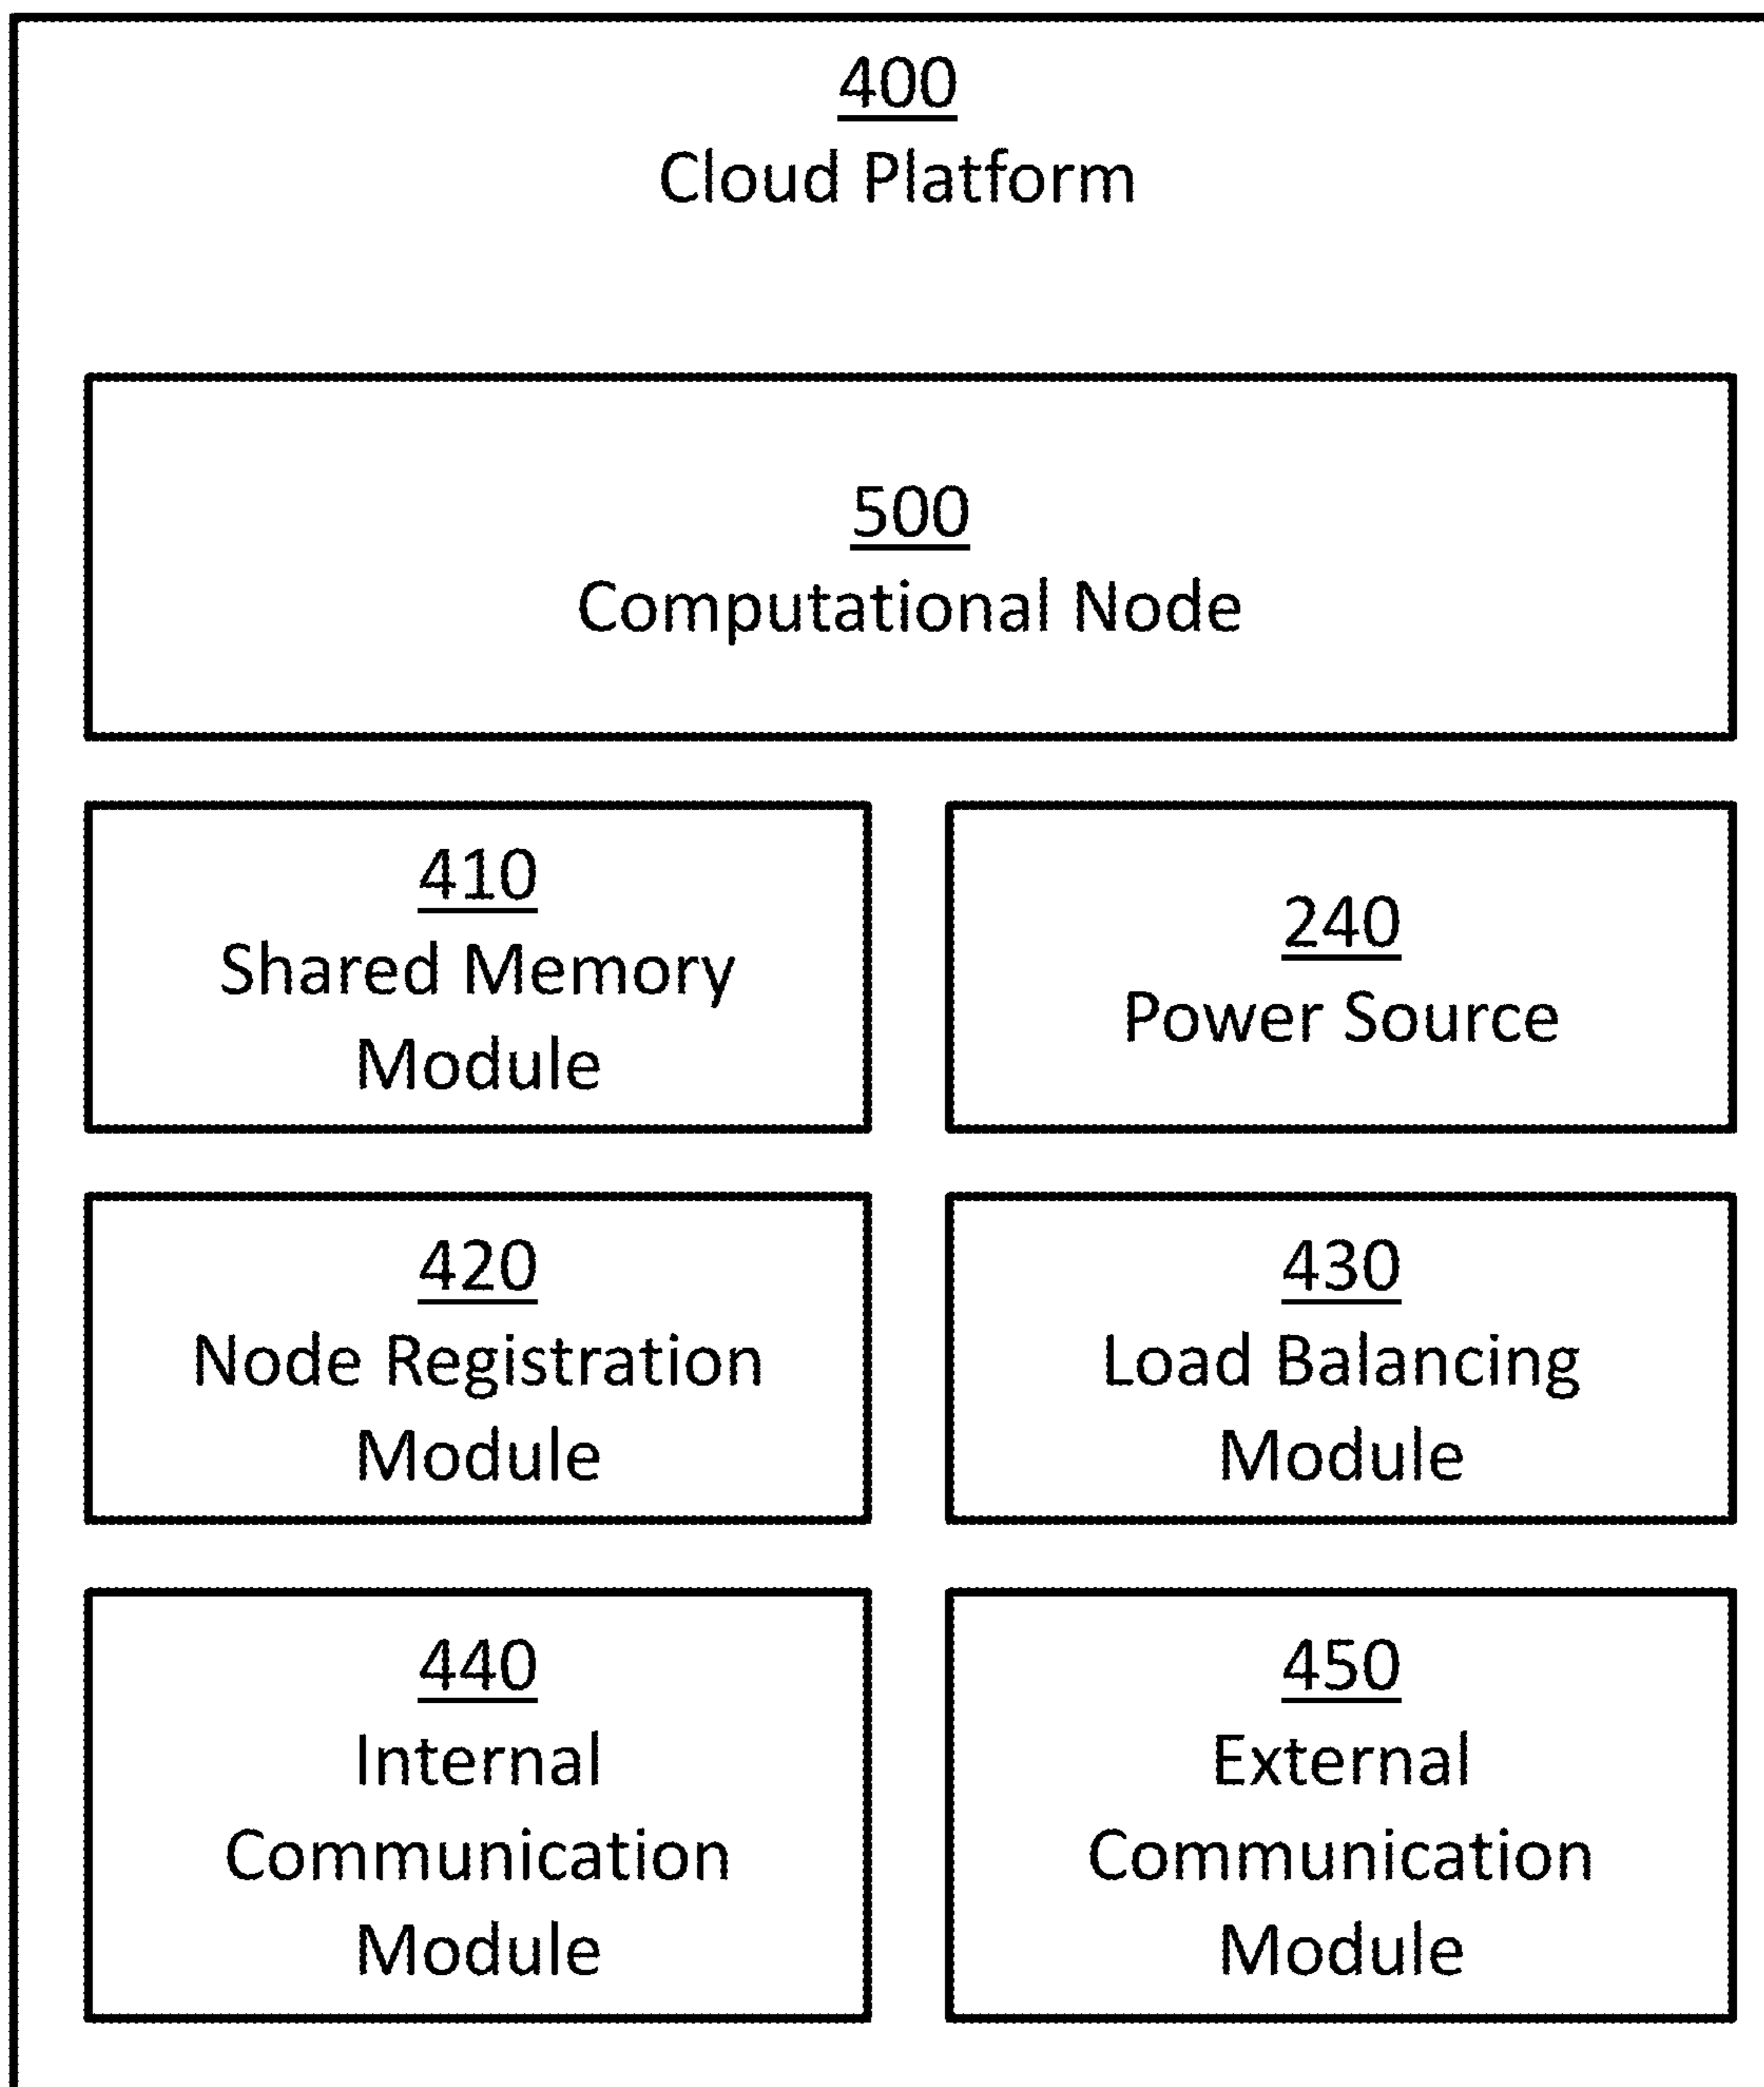 400
Cloud Platform
500
Computational Node
410
Shared Memory
Module
240
Power Source
420
Node Registration
Module
430
Load Balancing
Module
440
Internal
Communication
Module
450
External
Communication
Module